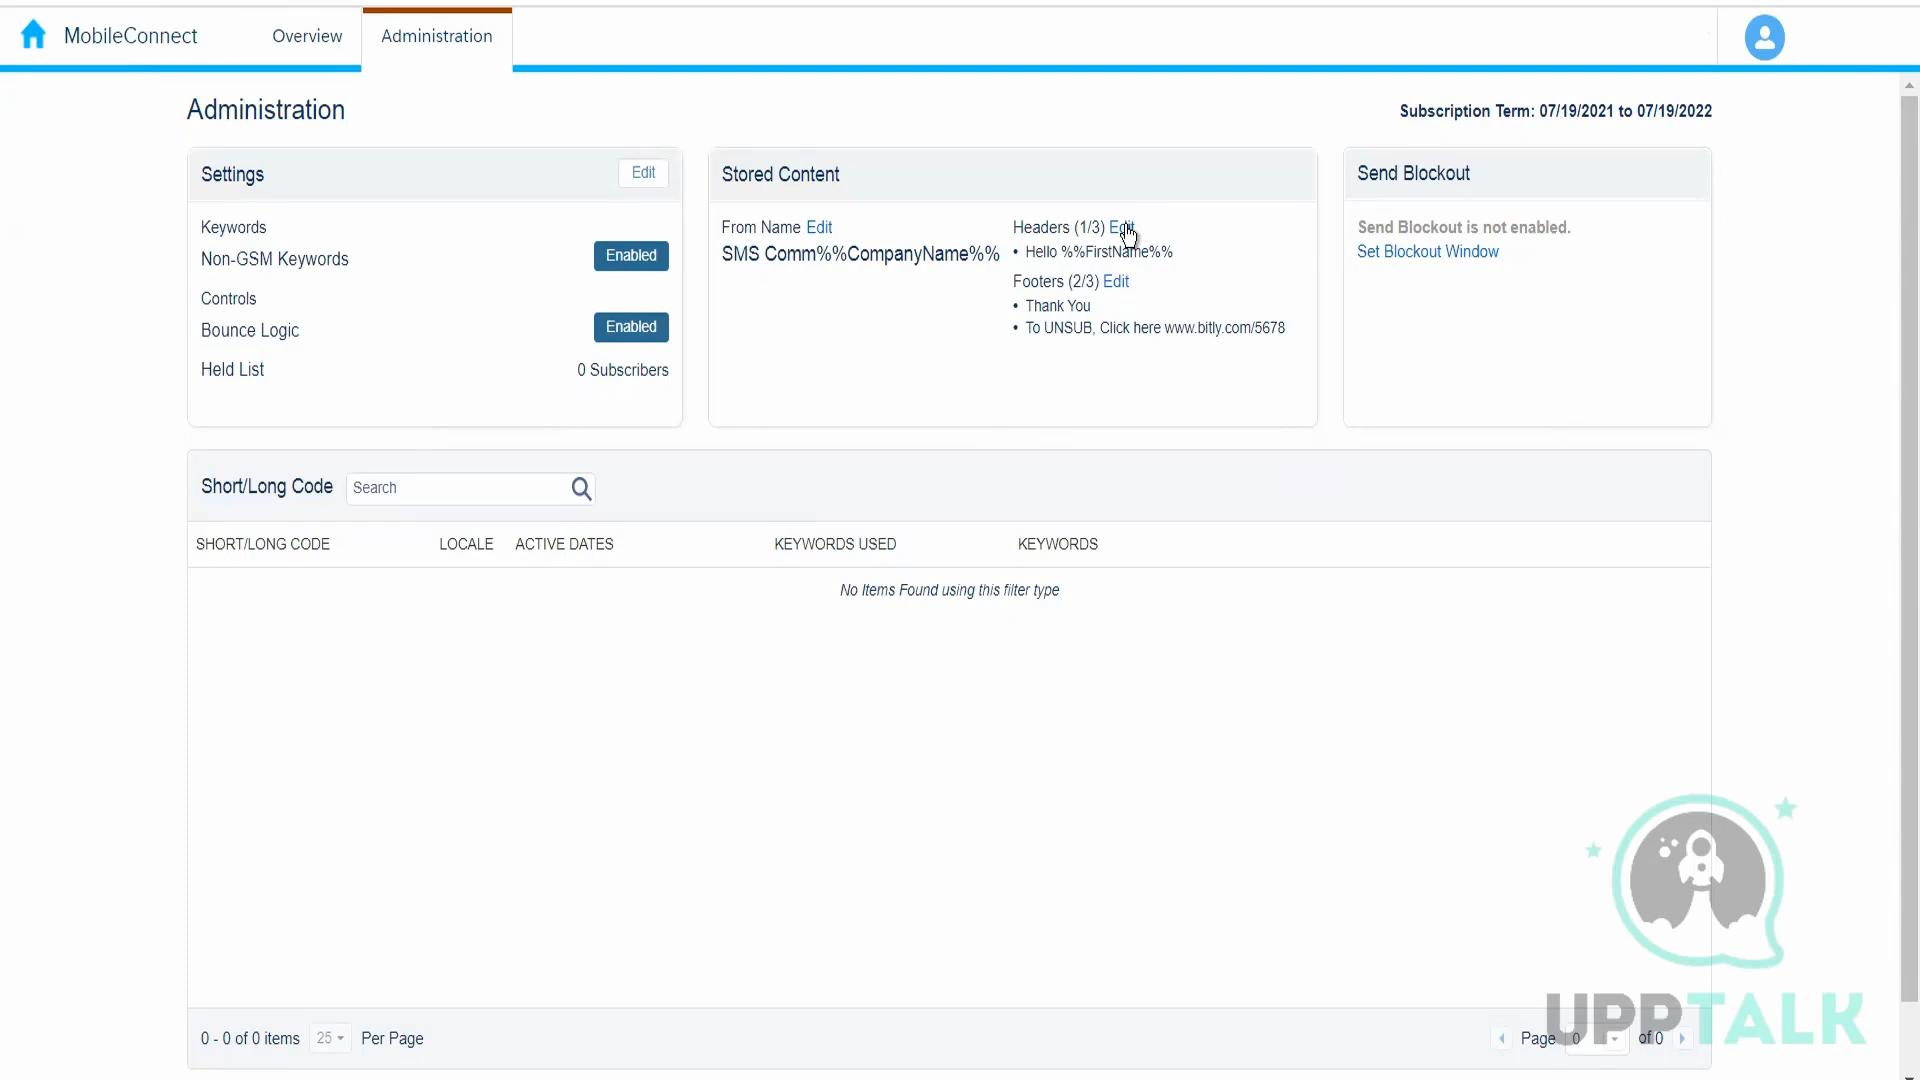 MobileConnect
Overview
Administration
Administration
Subscription Term: 07/19/2021 to 07/19/2022
Settings
Edit
Keywords
Non-GSM Keywords
Enabled
Controls
Bounce Logic
Enabled
Held List
0 Subscribers
Stored Content
From Name Edit
SMS Comm%%CompanyName%%
Headers (1/3) Edit
• Hello %%FirstName%%
Footers (2/3) Edit
• Thank You
• To UNSUB, Click here www.bitly.com/5678
Send Blockout
Send Blockout is not enabled.
Set Blockout Window
Short/Long Code
Search
SHORT/LONG CODE LOCALE ACTIVE DATES KEYWORDS USED KEYWORDS
No Items Found using this filter type
0 - 0 of 0 items 25 Per Page
Page 0 of 0
UPPTALK